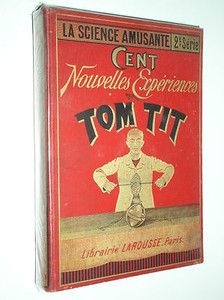 LA SCIENCE AMUSANTE 2e Série
CENT
Nouvelles Expériences
TOM TIT
Librairie LAROUSSE. Paris.